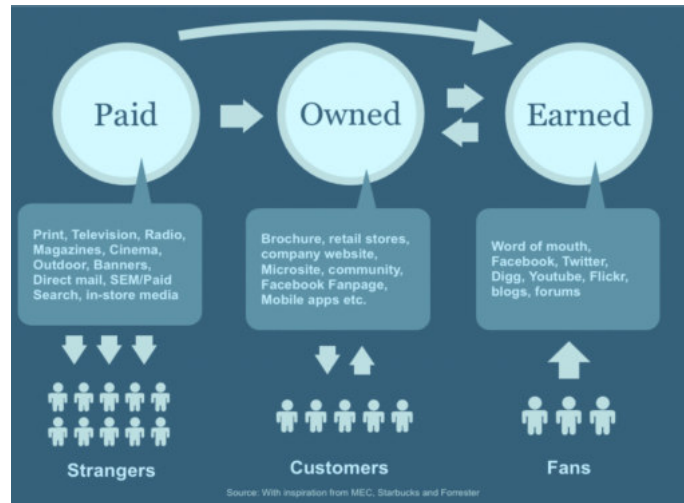 Paid
Owned
Earned
Print, Television, Radio,
Magazines, Cinema,
Outdoor, Banners,
Direct mail, SEM/Paid
Search, in-store media
Brochure, retail stores,
company website,
Microsite, community,
Facebook Fanpage,
Mobile apps etc.
Word of mouth,
Facebook, Twitter,
Digg, Youtube, Flickr,
blogs, forums
Strangers
Customers
Fans
Source: With inspiration from MEC, Starbucks and Forrester